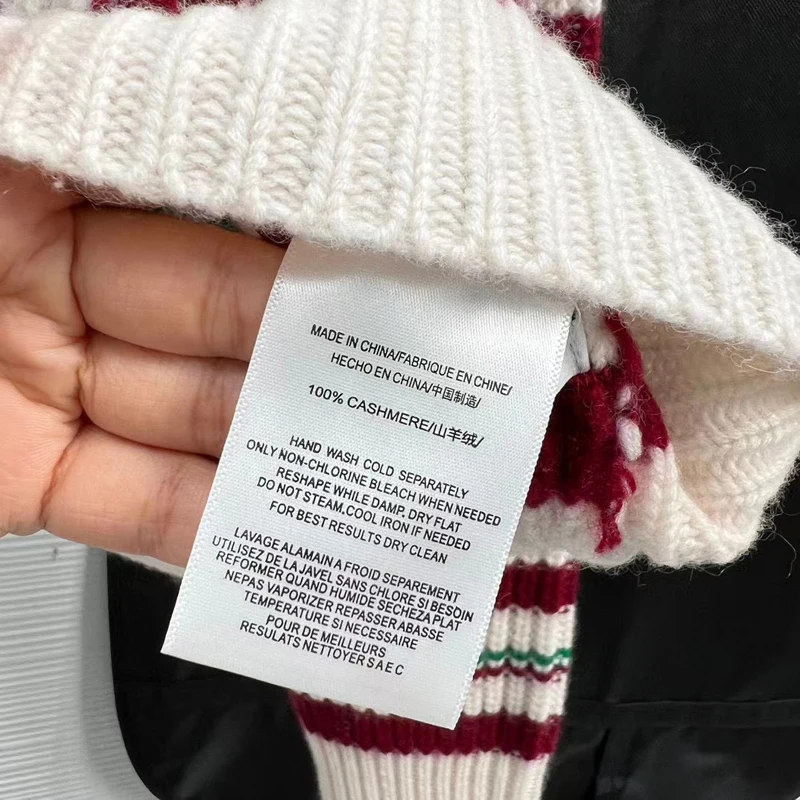 MADE IN CHINA/FABRIQUE EN CHINE/
HECHO EN CHINA/中国制造/
100% CASHMERE/山羊绒/
HAND WASH COLD SEPARATELY
ONLY NON-CHLORINE BLEACH WHEN NEEDED
RESHAPE WHILE DAMP. DRY FLAT
DO NOT STEAM.COOL IRON IF NEEDED
FOR BEST RESULTS DRY CLEAN
LAVAGE ALAMAIN A FROID SEPAREMENT
UTILISEZ DE LA JAVEL SANS CHLORE SI BESOIN
REFORMER QUAND HUMIDE SECHEZA PLAT
NEPAS VAPORIZER REPASSER ABASSE
TEMPERATURE SI NECESSAIRE
POUR DE MEILLEURS
RESULATS NETTOYER S A E C